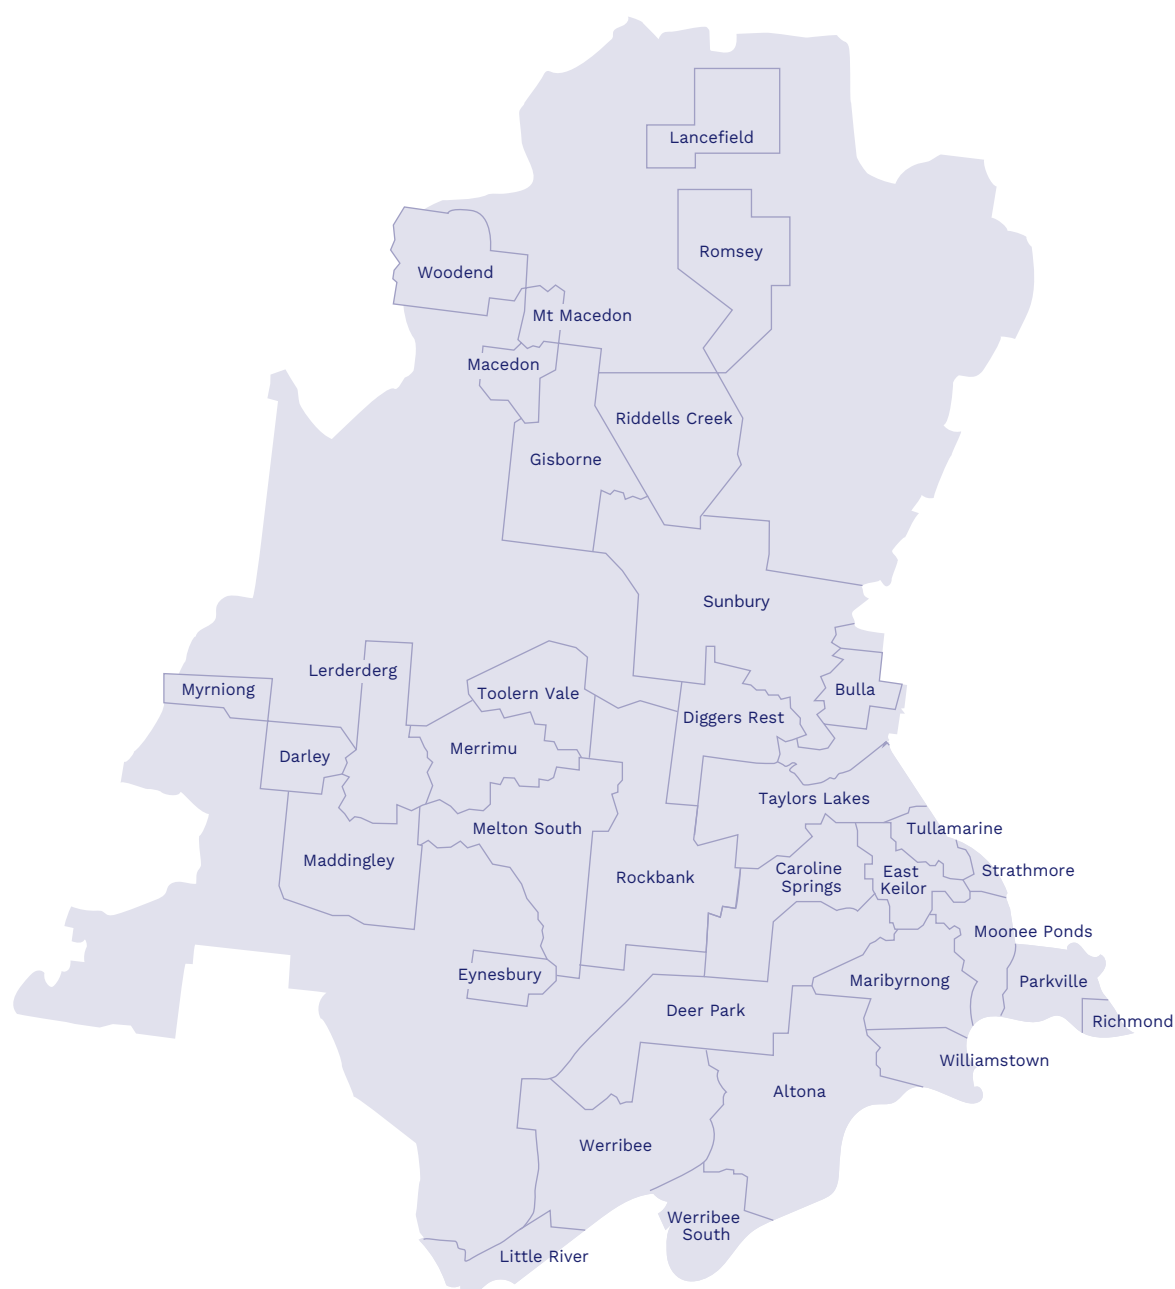 Lancefield
Romsey
Woodend
Mt Macedon
Macedon
Riddells Creek
Gisborne
Sunbury
Lerderderg
Myrniong
Toolern Vale
Bulla
Diggers Rest
Merrimu
Darley
Taylors Lakes
Melton South
Tullamarine
Maddingley
Caroline
Springs
East
Keilor
Strathmore
Rockbank
Moonee Ponds
Eynesbury
Maribyrnong
Parkville
Deer Park
Richmond
Williamstown
Altona
Werribee
Werribee
South
Little River